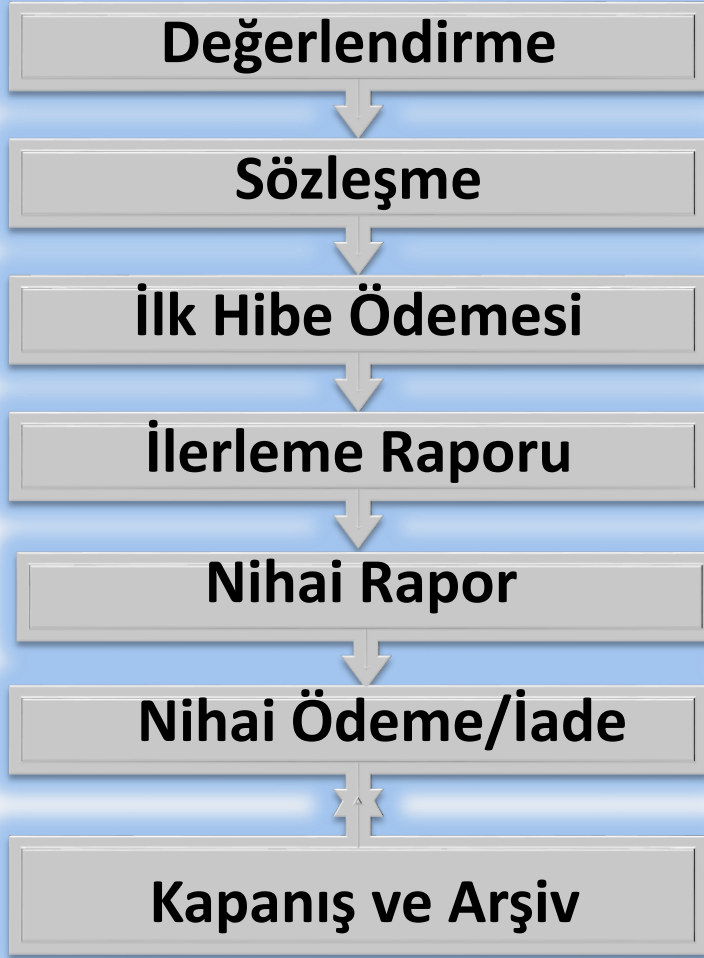 Değerlendirme
Sözleşme
İlk Hibe Ödemesi
İlerleme Raporu
Nihai Rapor
Nihai Ödeme/İade
Kapanış ve Arşiv